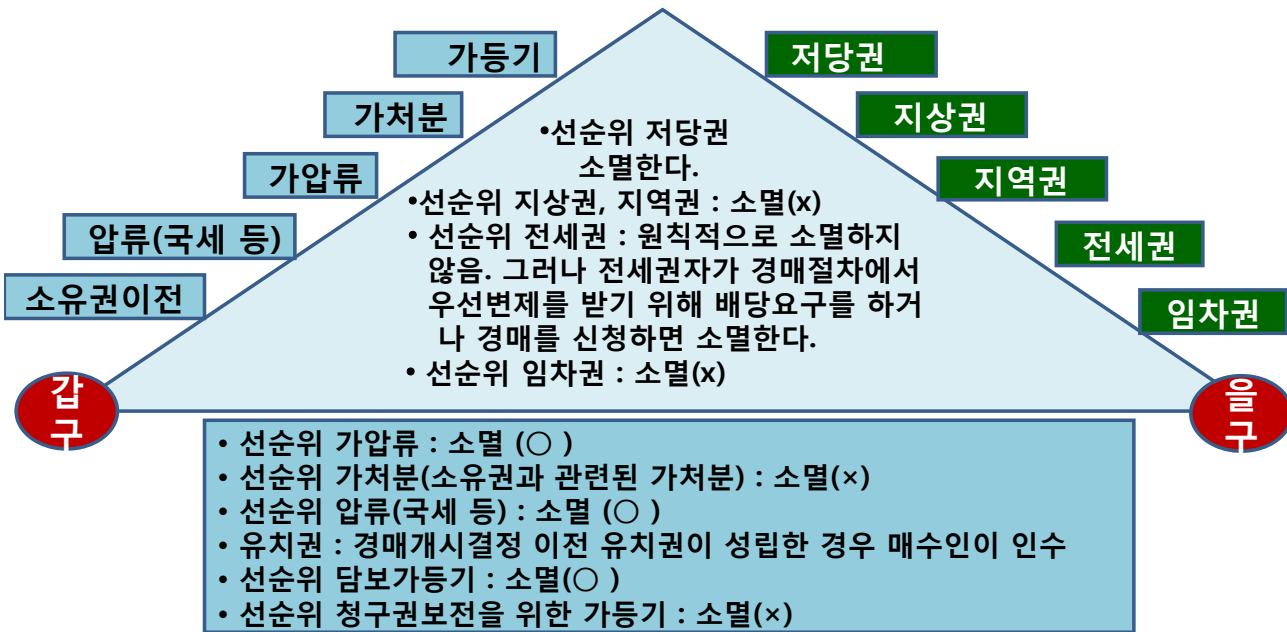 가등기
가처분
가압류
압류(국세 등)
소유권이전
갑
구
저당권
지상권
지역권
전세권
임차권
을
구
•선순위 저당권
소멸한다.
•선순위 지상권, 지역권 : 소멸(x)
• 선순위 전세권 : 원칙적으로 소멸하지
않음. 그러나 전세권자가 경매절차에서
우선변제를 받기 위해 배당요구를 하거
나 경매를 신청하면 소멸한다.
• 선순위 임차권 : 소멸(x)
• 선순위 가압류 : 소멸 (○ )
• 선순위 가처분(소유권과 관련된 가처분) : 소멸(×)
• 선순위 압류(국세 등) : 소멸 (○ )
• 유치권 : 경매개시결정 이전 유치권이 성립한 경우 매수인이 인수
• 선순위 담보가등기 : 소멸(○ )
• 선순위 청구권보전을 위한 가등기 : 소멸(×)